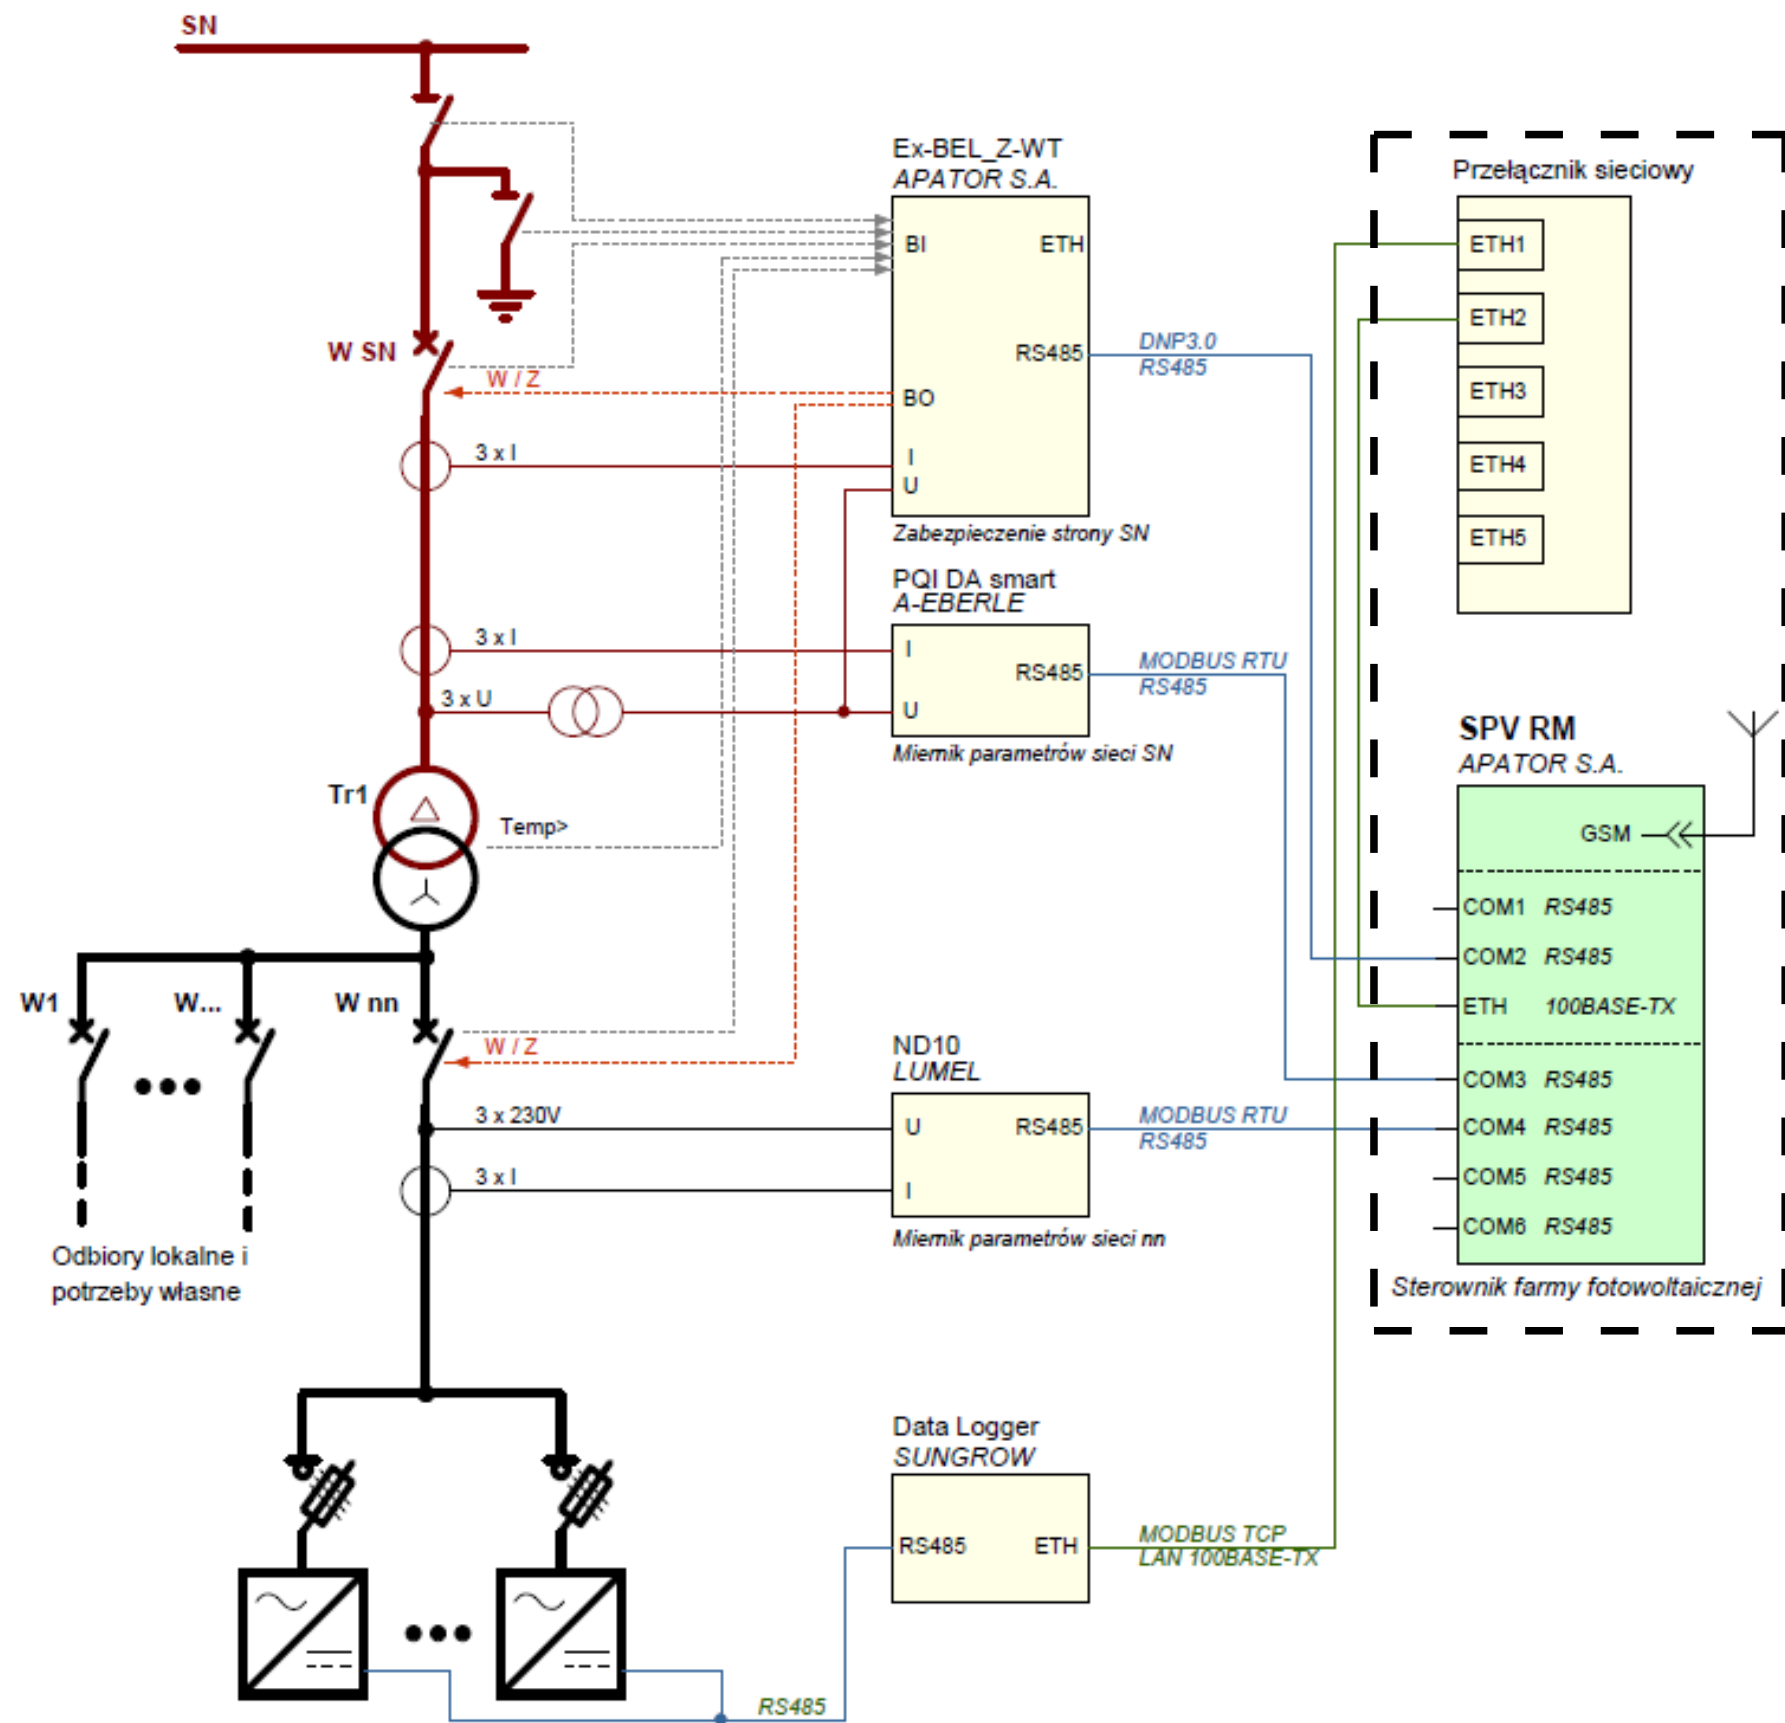 SN
Ex-BEL_Z-WT
APATOR S.A.
BI
ETH
RS485
BO
I
U
Zabezpieczenie strony SN
DNP3.0
RS485
Przełącznik sieciowy
ETH1
ETH2
ETH3
ETH4
ETH5
W SN
W / Z
3 x I
PQI DA smart
A-EBERLE
I
RS485
U
Miernik parametrów sieci SN
MODBUS RTU
RS485
3 x I
3 x U
SPV RM
APATOR S.A.
GSM
COM1 RS485
COM2 RS485
ETH 100BASE-TX
COM3 RS485
COM4 RS485
COM5 RS485
COM6 RS485
Sterownik farmy fotowoltaicznej
Tr1
Temp>
W1
W...
W nn
W / Z
ND10
LUMEL
U
RS485
I
Miernik parametrów sieci nn
MODBUS RTU
RS485
3 x 230V
3 x I
Odbiory lokalne i
potrzeby własne
Data Logger
SUNGROW
RS485
ETH
MODBUS TCP
LAN 100BASE-TX
RS485